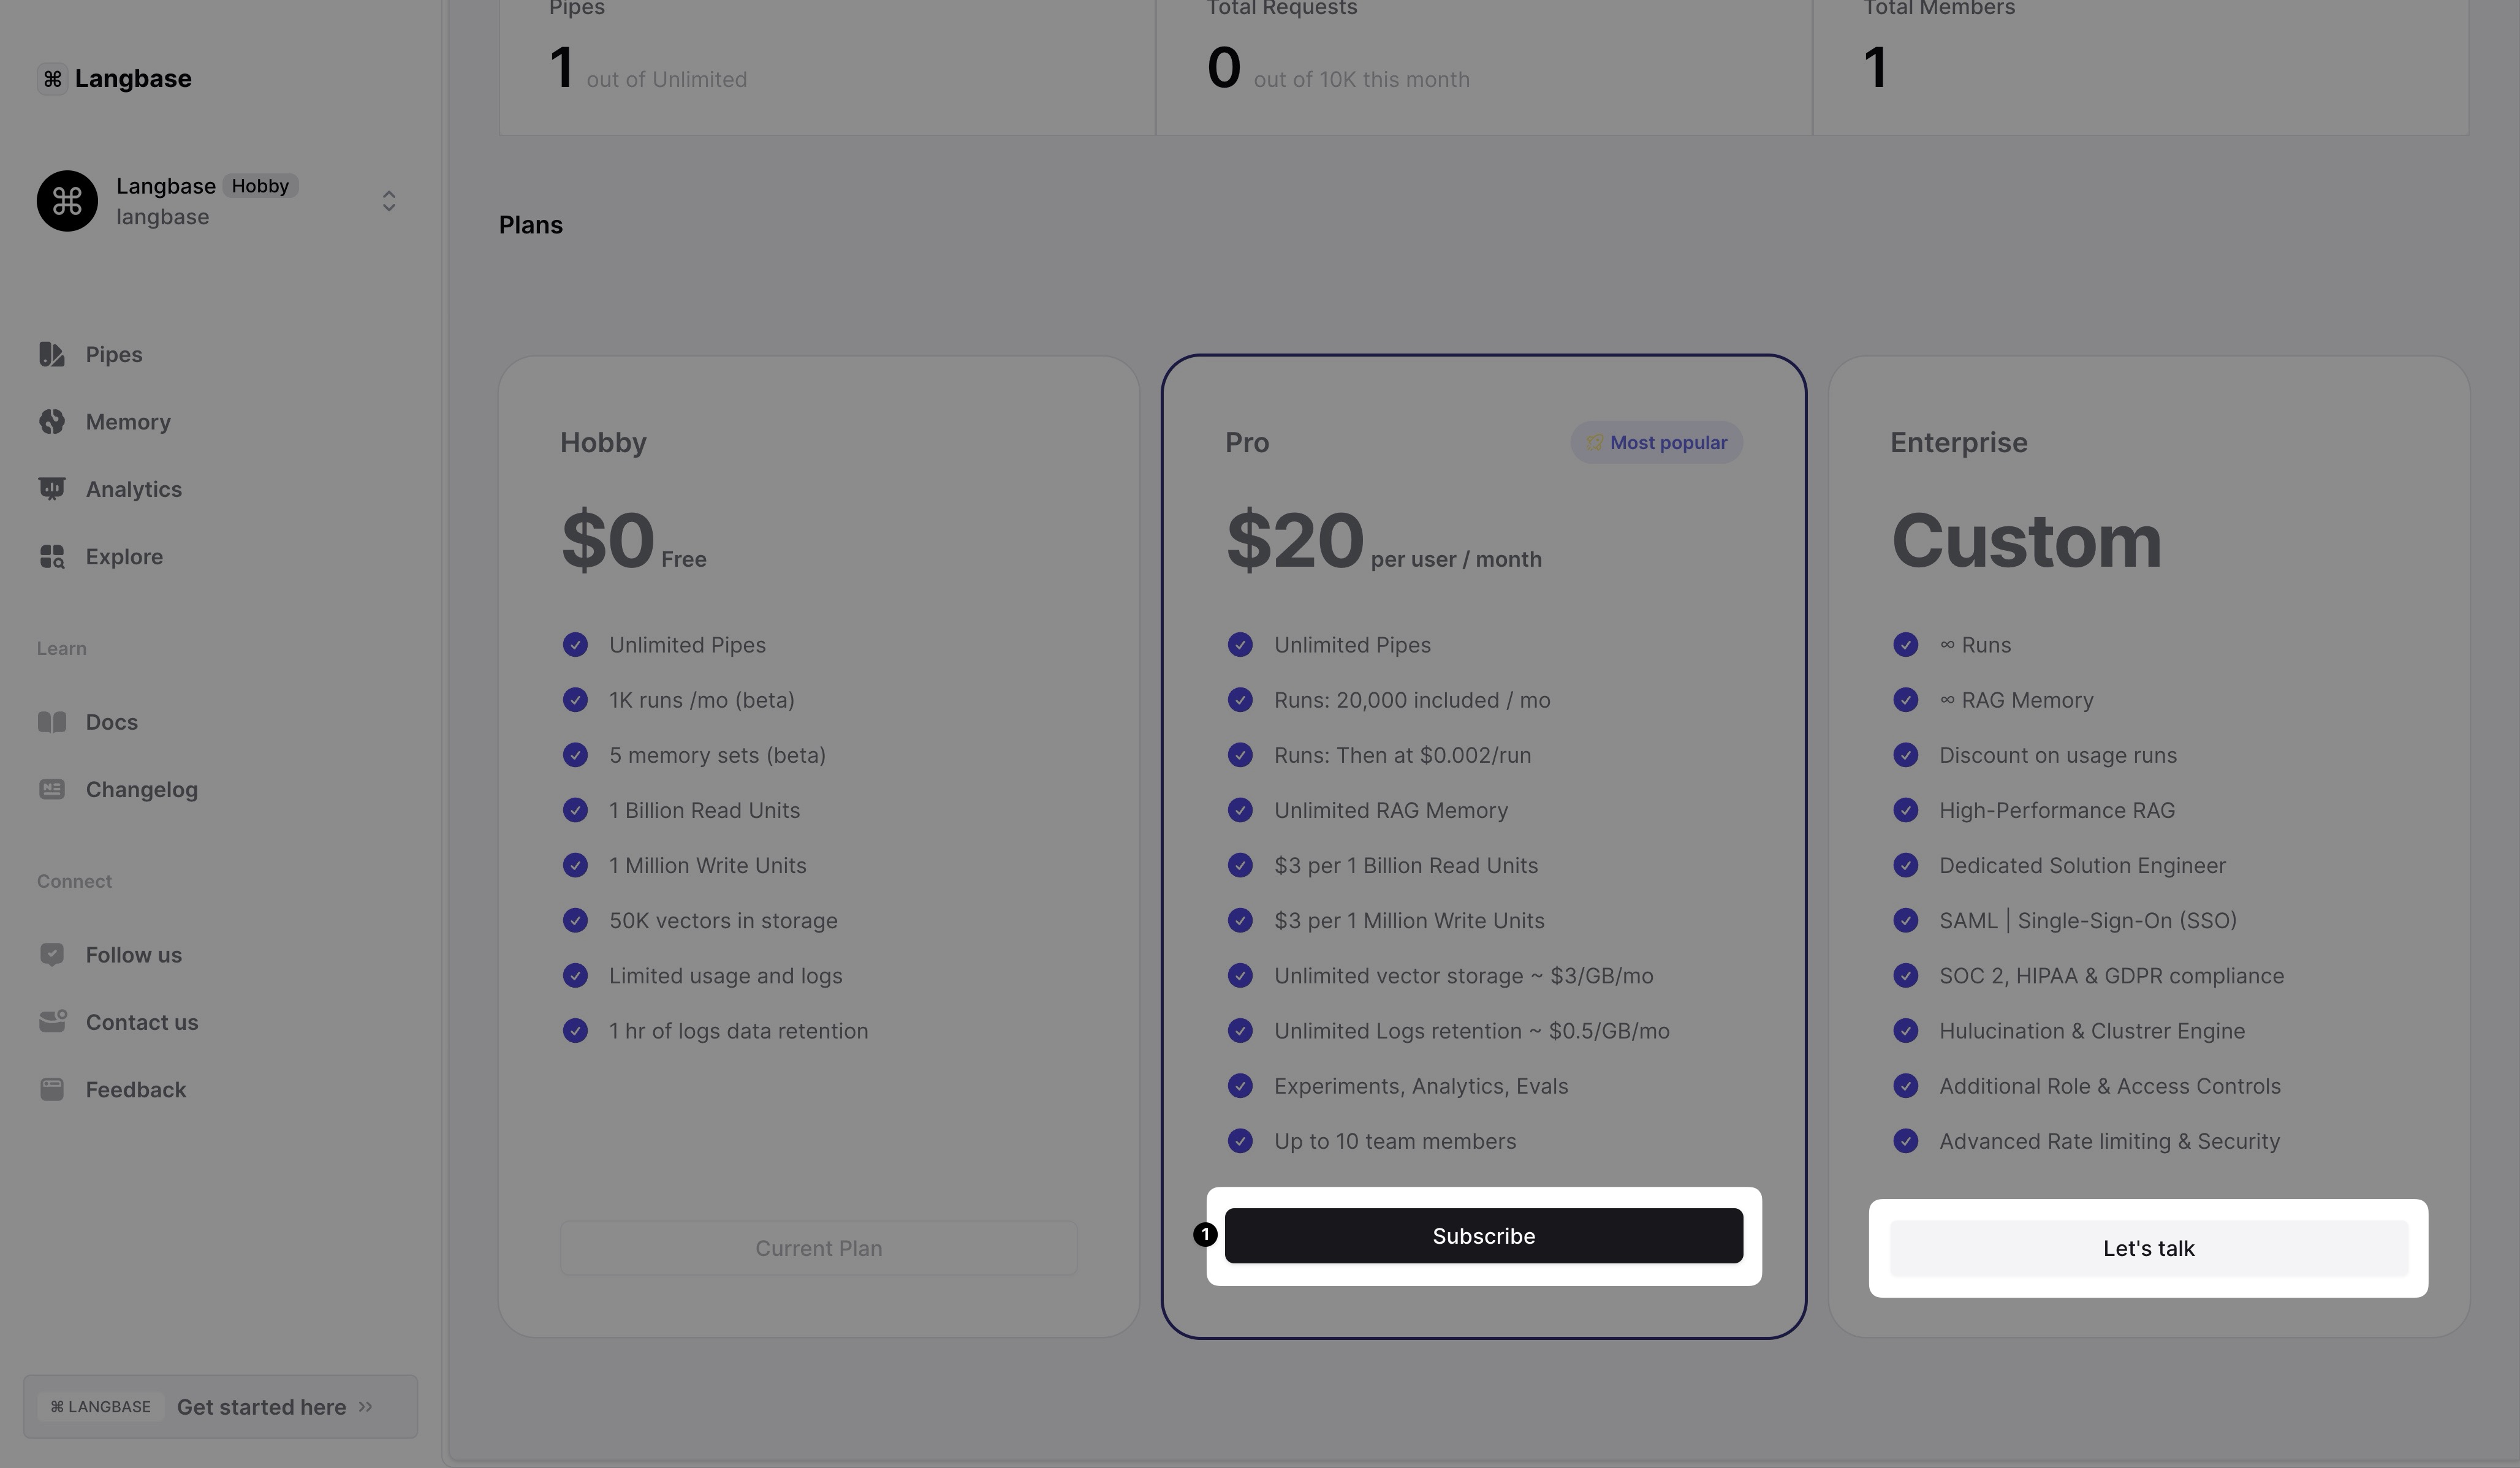 ⌘ Langbase
Langbase Hobby
langbase
Pipes
Memory
Analytics
Explore
Learn
Docs
Changelog
Connect
Follow us
Contact us
Feedback
⌘ LANGBASE Get started here
Pipes
1 out of Unlimited
Total Requests
0 out of 10K this month
Total Members
1
Plans
Hobby
$0 Free
Unlimited Pipes
1K runs /mo (beta)
5 memory sets (beta)
1 Billion Read Units
1 Million Write Units
50K vectors in storage
Limited usage and logs
1 hr of logs data retention
Current Plan
Pro
Most popular
$20 per user / month
Unlimited Pipes
Runs: 20,000 included / mo
Runs: Then at $0.002/run
Unlimited RAG Memory
$3 per 1 Billion Read Units
$3 per 1 Million Write Units
Unlimited vector storage ~ $3/GB/mo
Unlimited Logs retention ~ $0.5/GB/mo
Experiments, Analytics, Evals
Up to 10 team members
1
Subscribe
Enterprise
Custom
∞ Runs
∞ RAG Memory
Discount on usage runs
High-Performance RAG
Dedicated Solution Engineer
SAML | Single-Sign-On (SSO)
SOC 2, HIPAA & GDPR compliance
Hulucination & Clustrer Engine
Additional Role & Access Controls
Advanced Rate limiting & Security
Let's talk